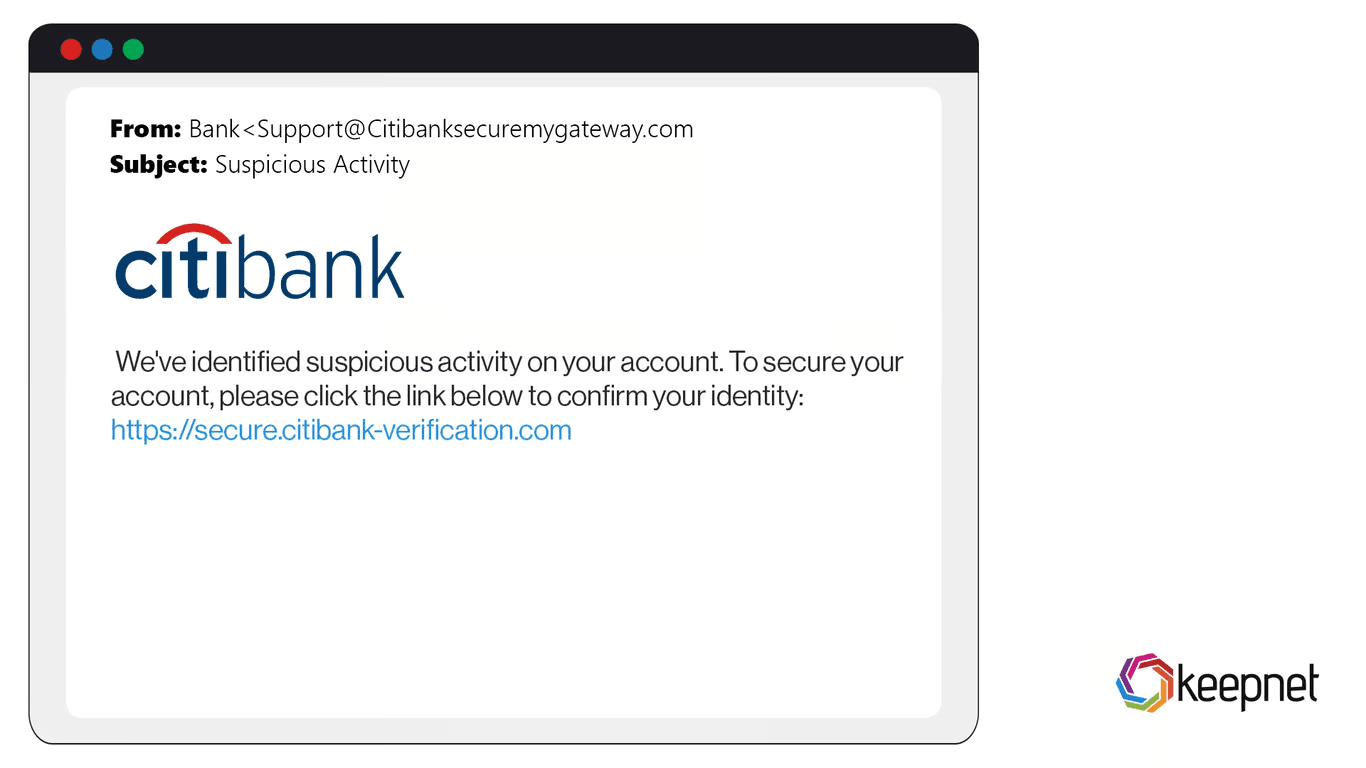 From: Bank<Support@Citibanksecuremygateway.com
Subject: Suspicious Activity
citibank
We've identified suspicious activity on your account. To secure your
account, please click the link below to confirm your identity:
https://secure.citibank-verification.com
keepnet